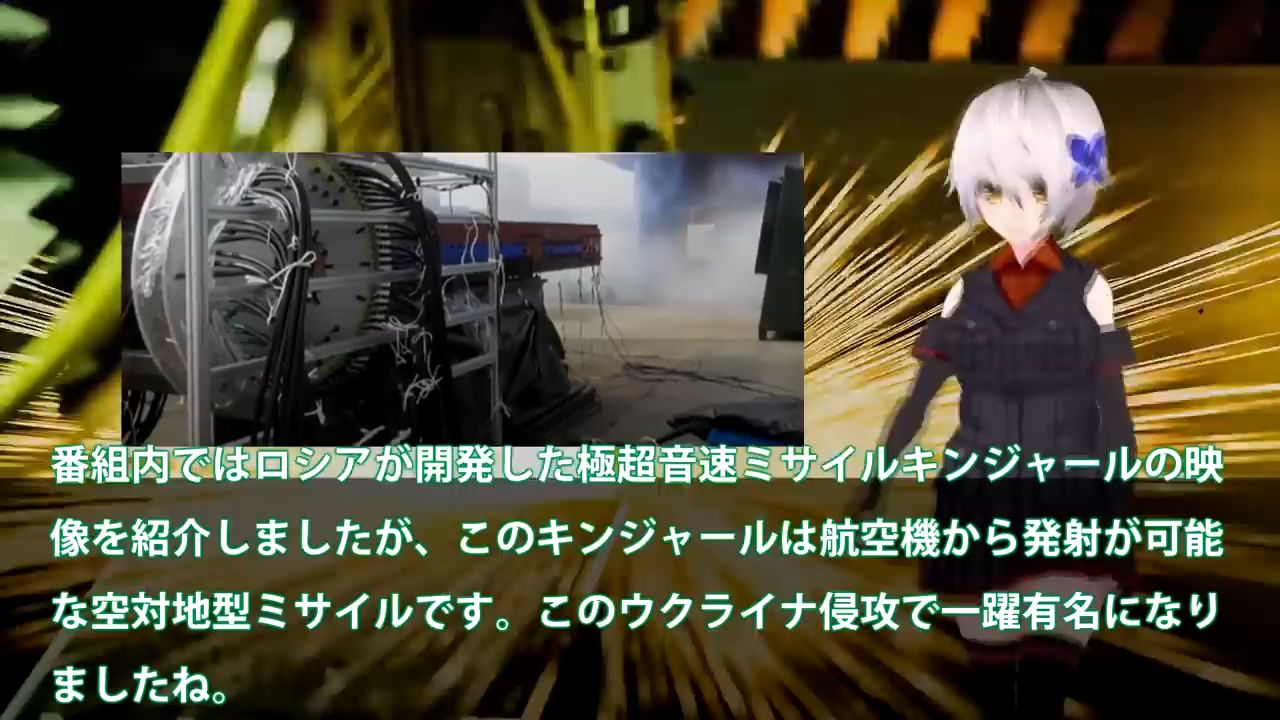 番組内ではロシアが開発した極超音速ミサイルキンジャールの映
像を紹介しましたが、このキンジャールは航空機から発射が可能
な空対地型ミサイルです。このウクライナ侵攻で一躍有名になり
ましたね。